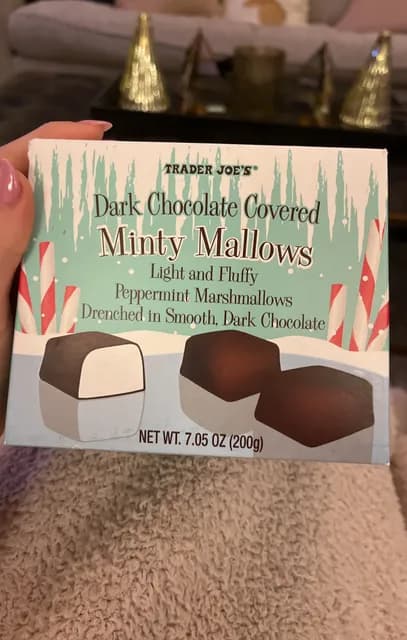 TRADER JOE'S®
Dark Chocolate Covered
Minty Mallows
Light and Fluffy
Peppermint Marshmallows
Drenched in Smooth, Dark Chocolate
NET WT. 7.05 OZ (200g)